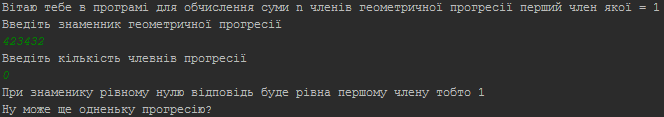 Вітаю тебе в програмі для обчислення суми n членів геометричної прогресії перший член якої = 1
Введіть знаменник геометричної прогресії
423432
Введіть кількість члевнів прогресії
0
При знаменику рівному нулю відповідь буде рівна першому члену тобто 1
Ну може ще одненьку прогресію?